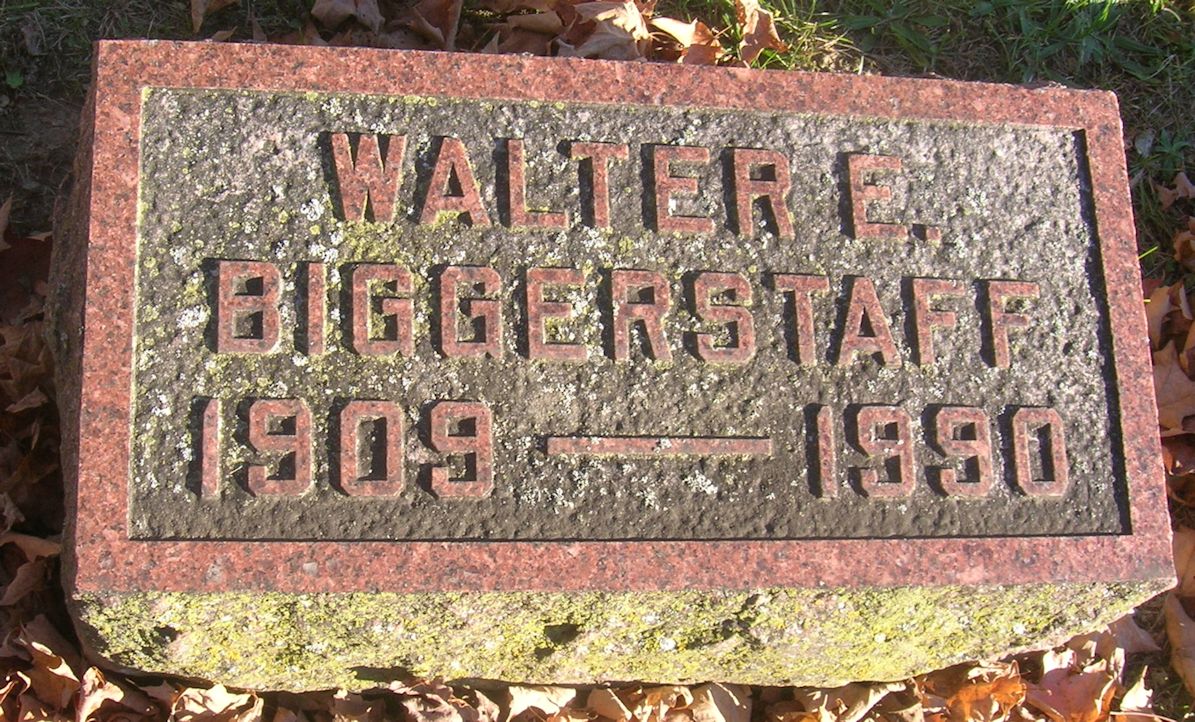 WALTER E.
BIGGERSTAFF
1909 — 1990